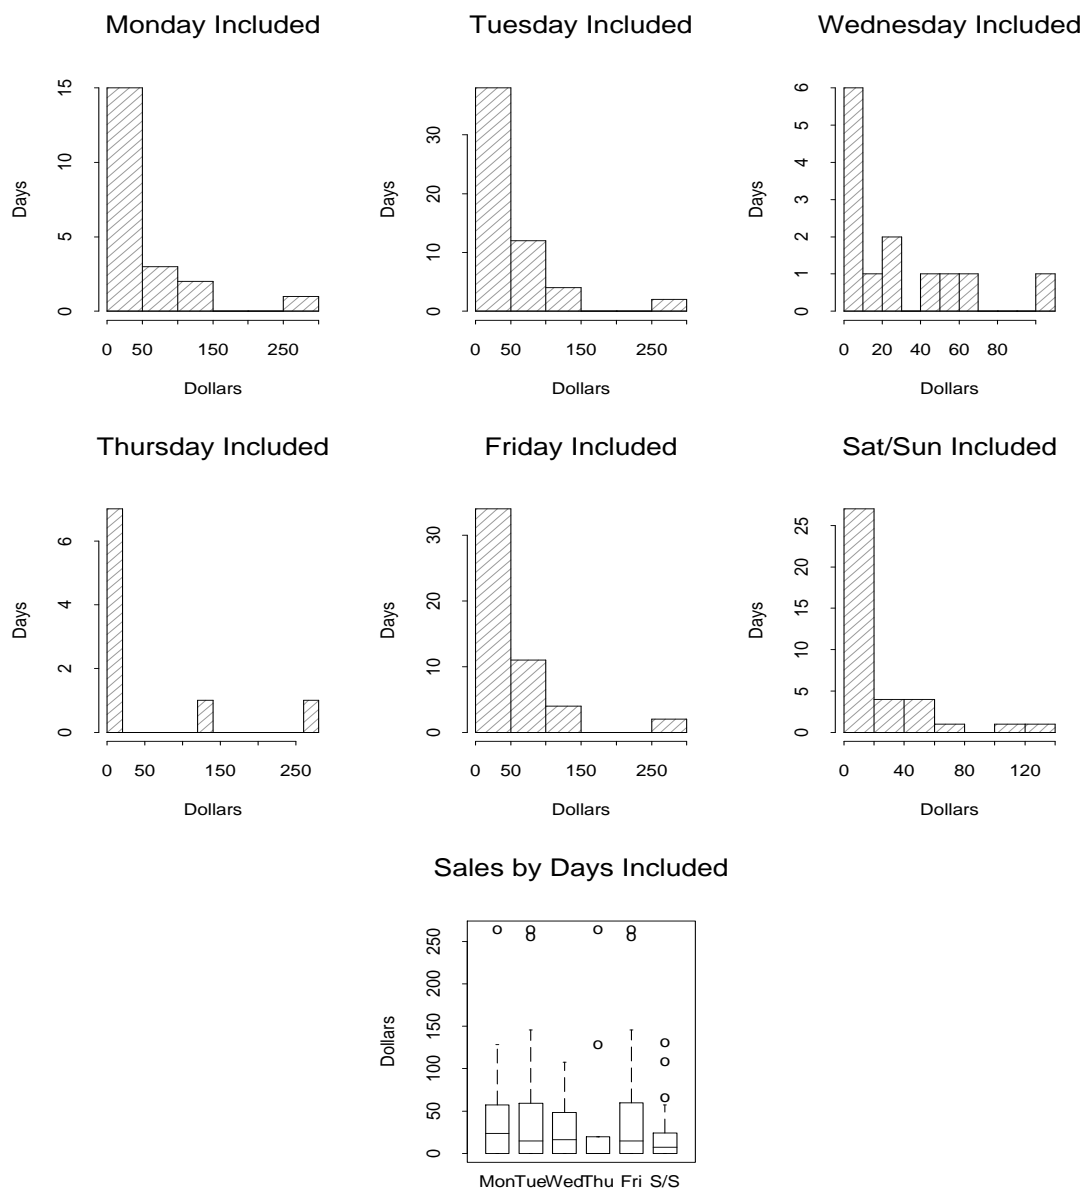 Monday Included
Days
0 5 10 15
0 50 150 250
Dollars
Tuesday Included
Days
0 10 20 30
0 50 150 250
Dollars
Wednesday Included
Days
0 1 2 3 4 5 6
0 20 40 60 80
Dollars
Thursday Included
Days
0 2 4 6
0 50 150 250
Dollars
Friday Included
Days
0 10 20 30
0 50 150 250
Dollars
Sat/Sun Included
Days
0 5 10 15 20 25
0 40 80 120
Dollars
Sales by Days Included
Dollars
0 50 100 150 200 250
Mon Tue Wed Thu Fri S/S